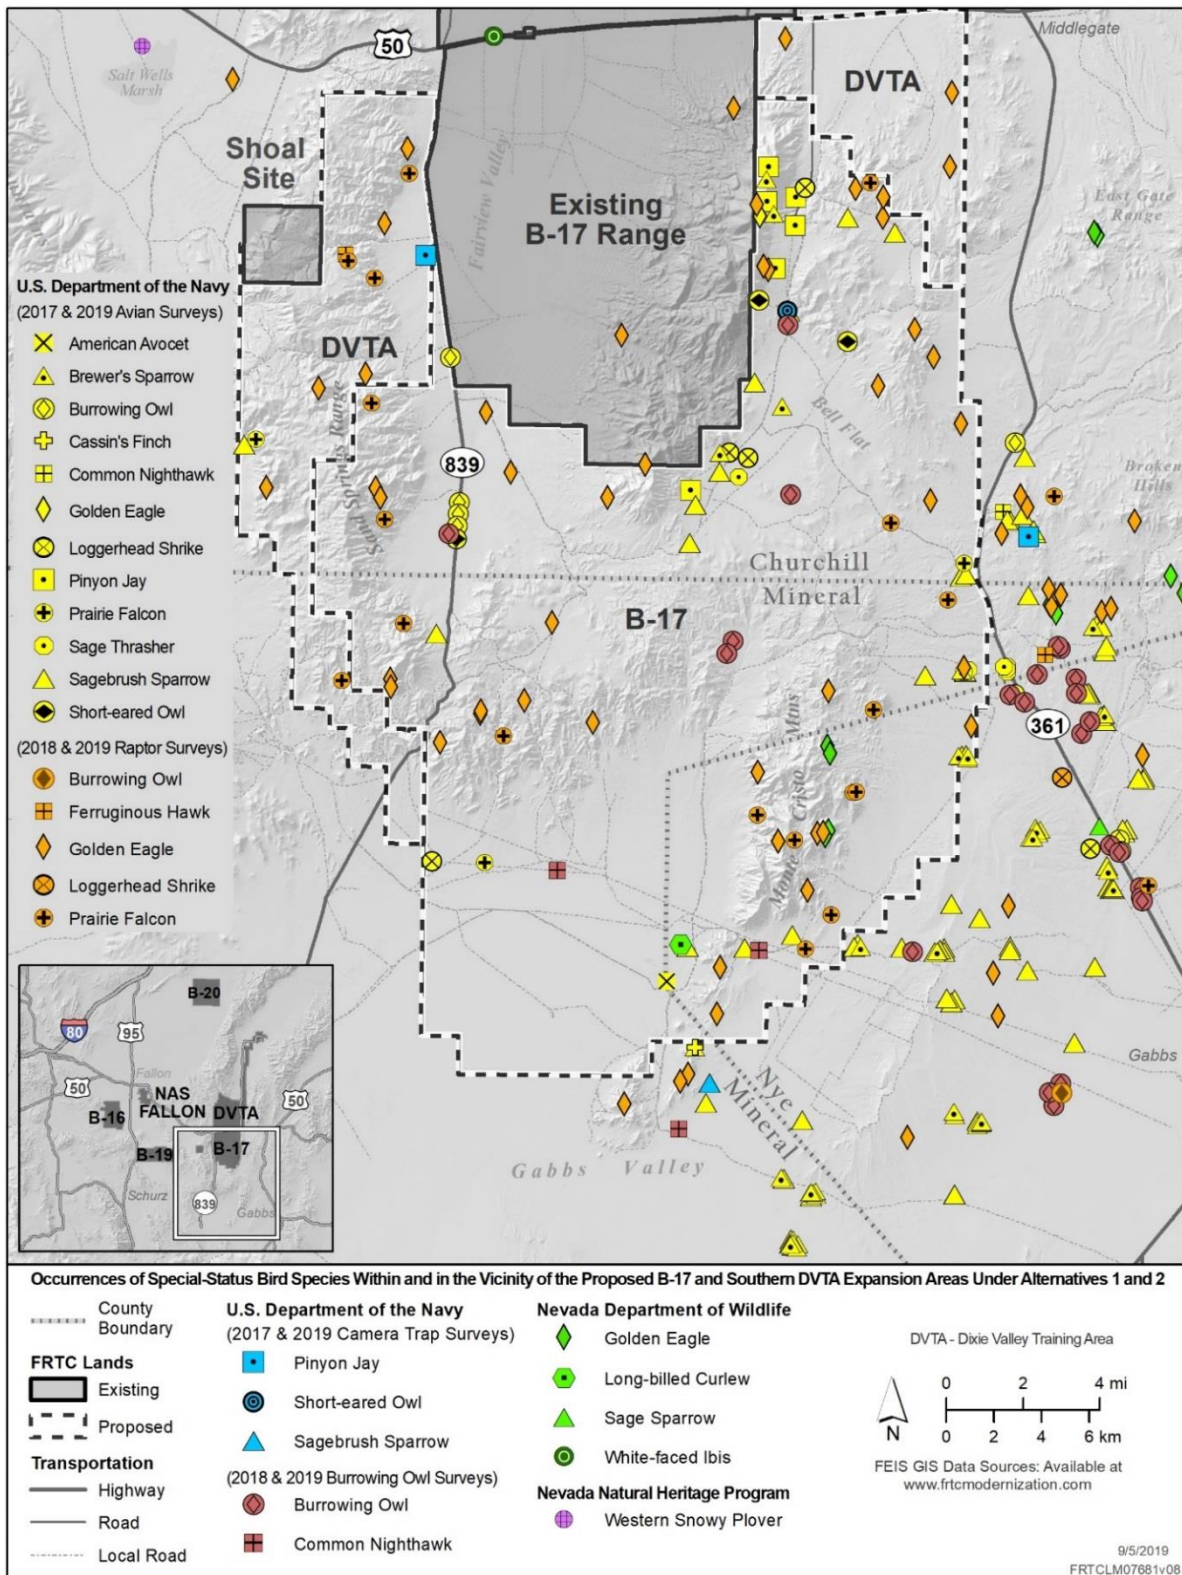 50
Middlegate
Salt Wells
Marsh
DVTA
Shoal
Site
Fairview Valley
Existing
B-17 Range
East Gate
Range
U.S. Department of the Navy
(2017 & 2019 Avian Surveys)
American Avocet
Brewer's Sparrow
Burrowing Owl
Cassin's Finch
Common Nighthawk
Golden Eagle
Loggerhead Shrike
Pinyon Jay
Prairie Falcon
Sage Thrasher
Sagebrush Sparrow
Short-eared Owl
(2018 & 2019 Raptor Surveys)
Burrowing Owl
Ferruginous Hawk
Golden Eagle
Loggerhead Shrike
Prairie Falcon
DVTA
Sand Springs Range
839
Bell Flat
Broken
Hills
Churchill
Mineral
B-17
Monte Cristo Mtns
361
Gabbs
Nye
Mineral
Gabbs Valley
B-20
80
95
Fallon
50
NAS
FALLON
DVTA
50
B-16
B-19
B-17
Schurz
839
Gabbs
Occurrences of Special-Status Bird Species Within and in the Vicinity of the Proposed B-17 and Southern DVTA Expansion Areas Under Alternatives 1 and 2
County
Boundary
FRTC Lands
Existing
Proposed
Transportation
Highway
Road
Local Road
U.S. Department of the Navy
(2017 & 2019 Camera Trap Surveys)
Pinyon Jay
Short-eared Owl
Sagebrush Sparrow
(2018 & 2019 Burrowing Owl Surveys)
Burrowing Owl
Common Nighthawk
Nevada Department of Wildlife
Golden Eagle
Long-billed Curlew
Sage Sparrow
White-faced Ibis
Nevada Natural Heritage Program
Western Snowy Plover
DVTA - Dixie Valley Training Area
N
0 2 4 mi
0 2 4 6 km
FEIS GIS Data Sources: Available at
www.frtcmodernization.com
9/5/2019
FRTCLM07681v08